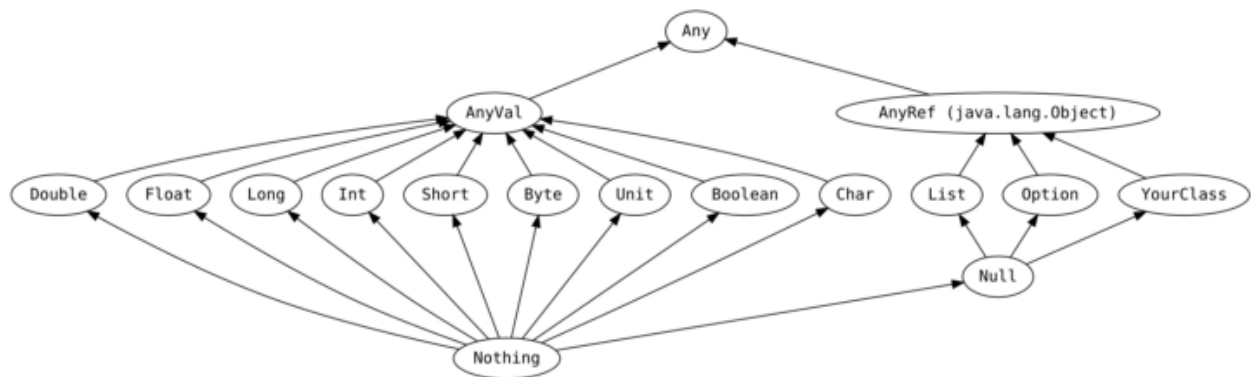 Any
AnyVal
AnyRef (java.lang.Object)
Double
Float
Long
Int
Short
Byte
Unit
Boolean
Char
List
Option
YourClass
Null
Nothing